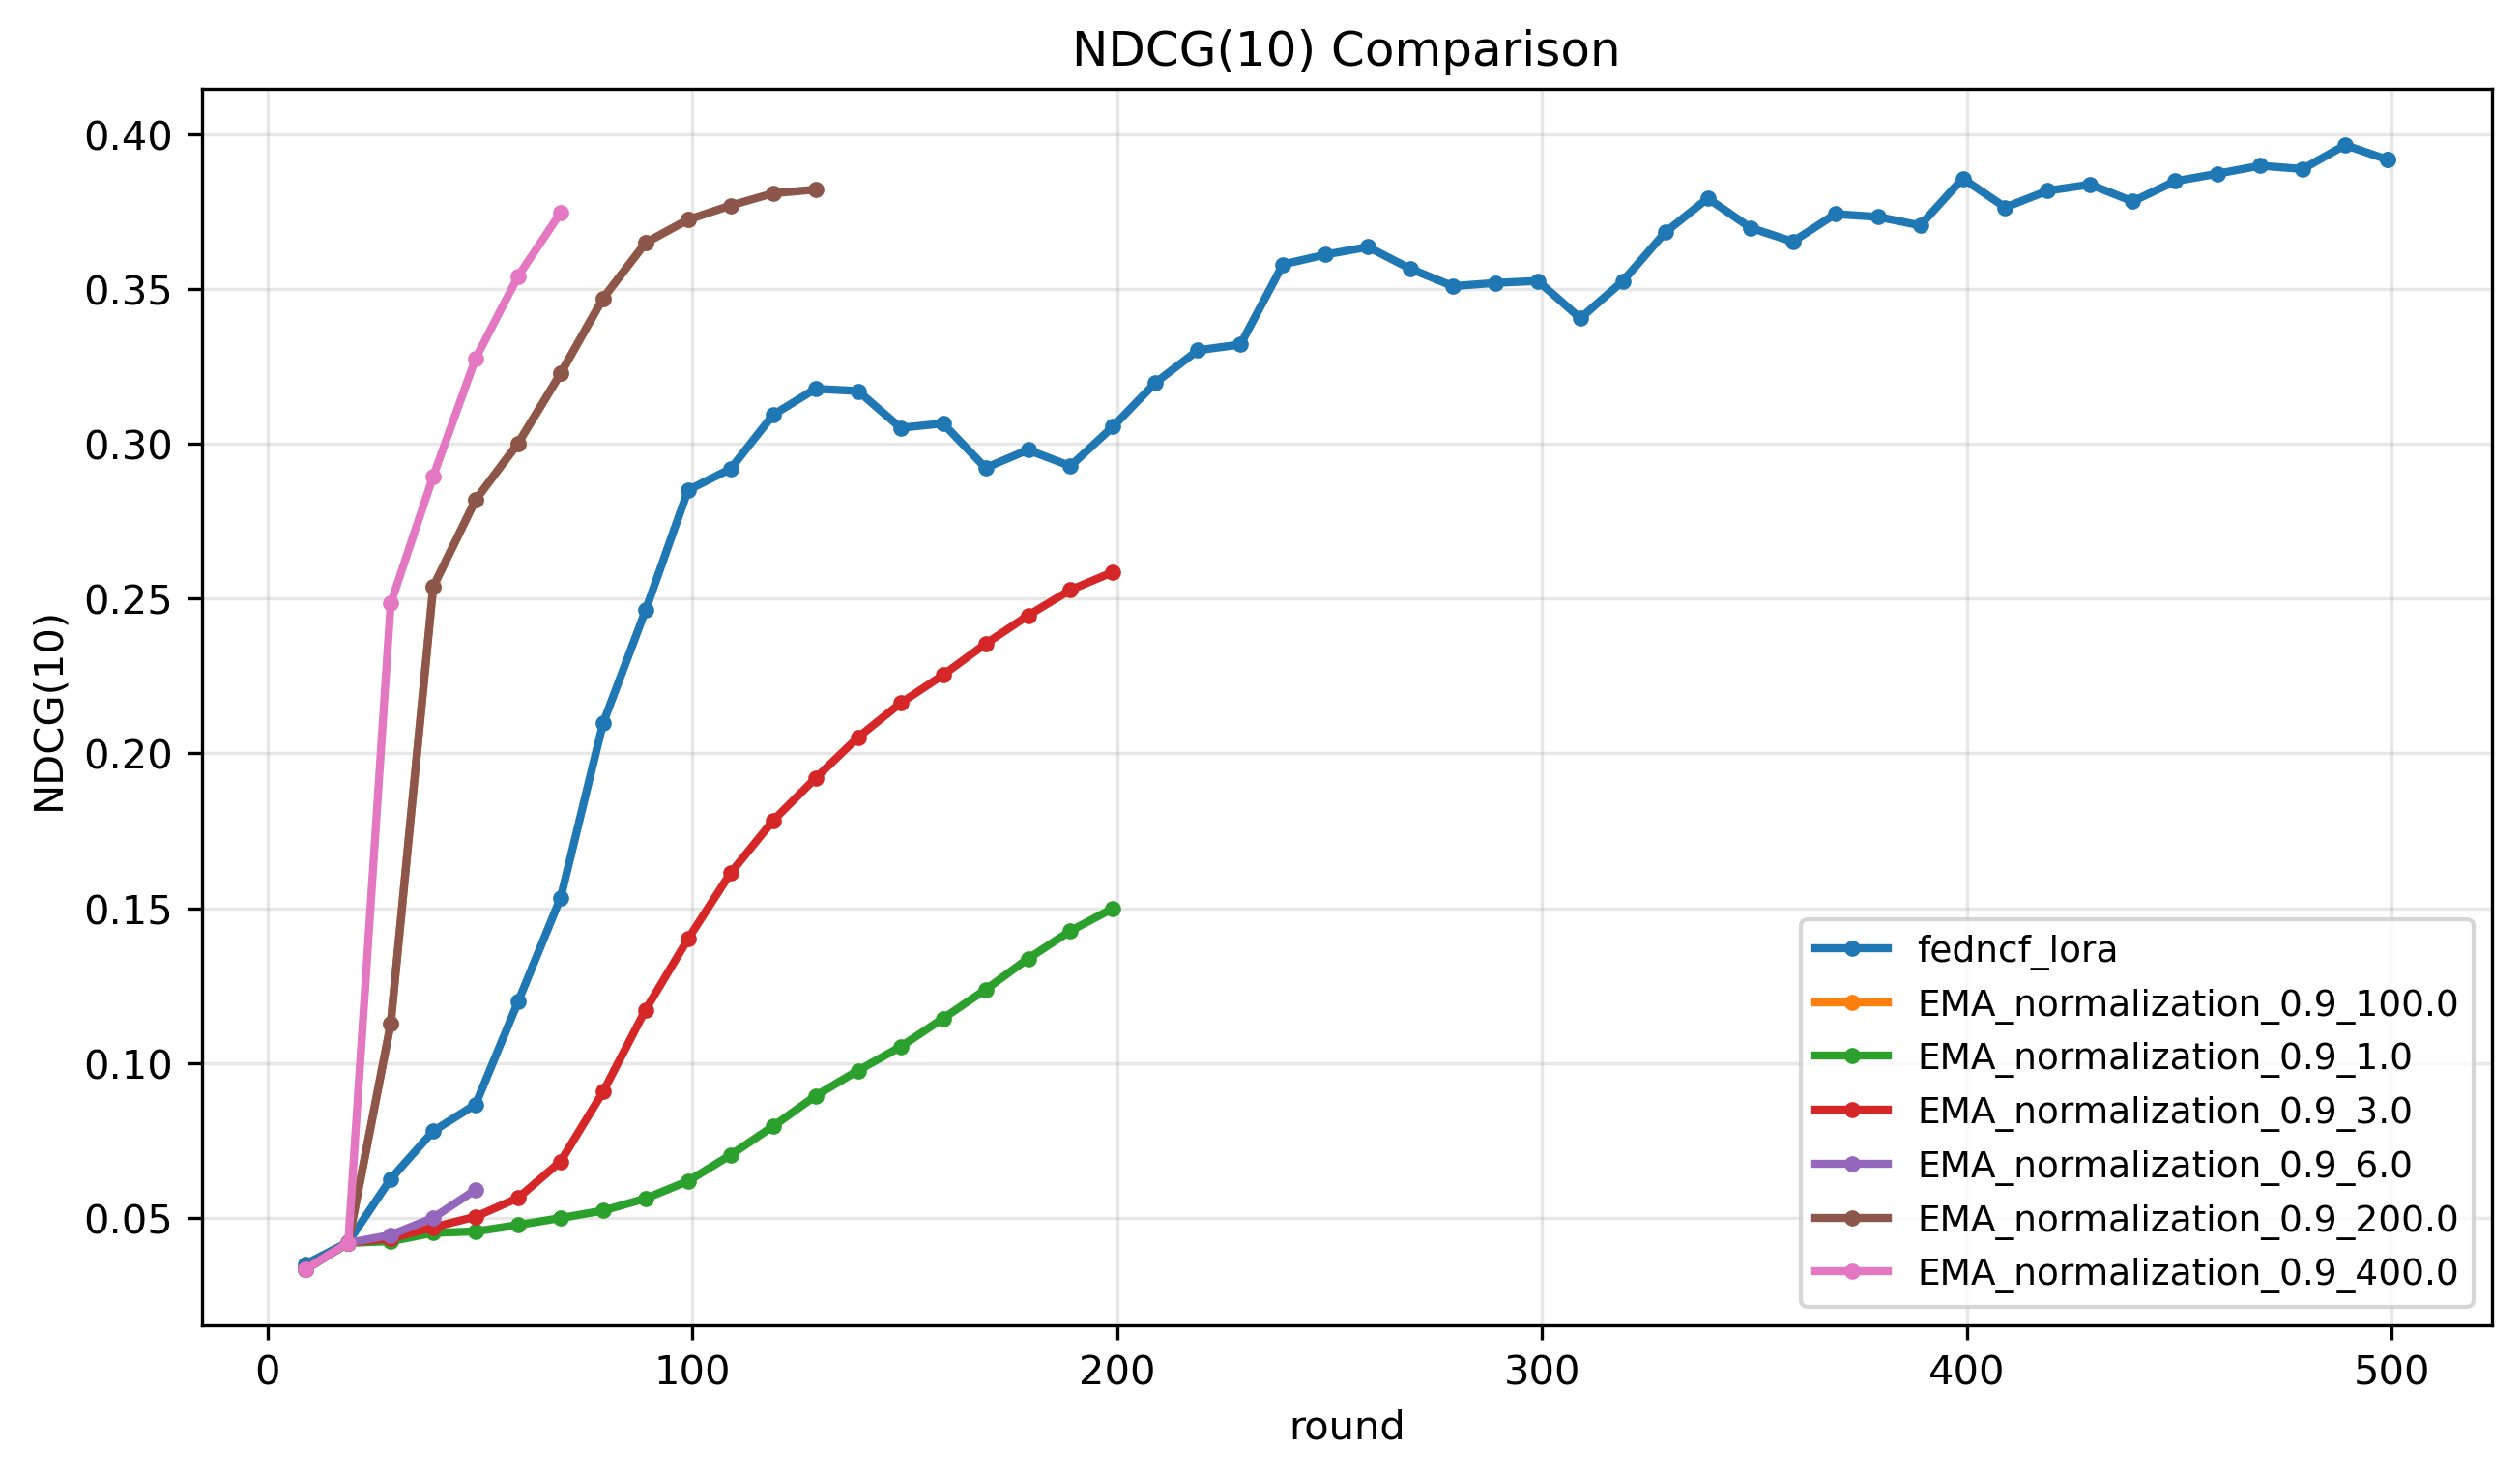 NDCG(10) Comparison
NDCG(10)
0.40
0.35
0.30
0.25
0.20
0.15
0.10
0.05
0
100
200
300
400
500
round
fedncf_lora
EMA_normalization_0.9_100.0
EMA_normalization_0.9_1.0
EMA_normalization_0.9_3.0
EMA_normalization_0.9_6.0
EMA_normalization_0.9_200.0
EMA_normalization_0.9_400.0